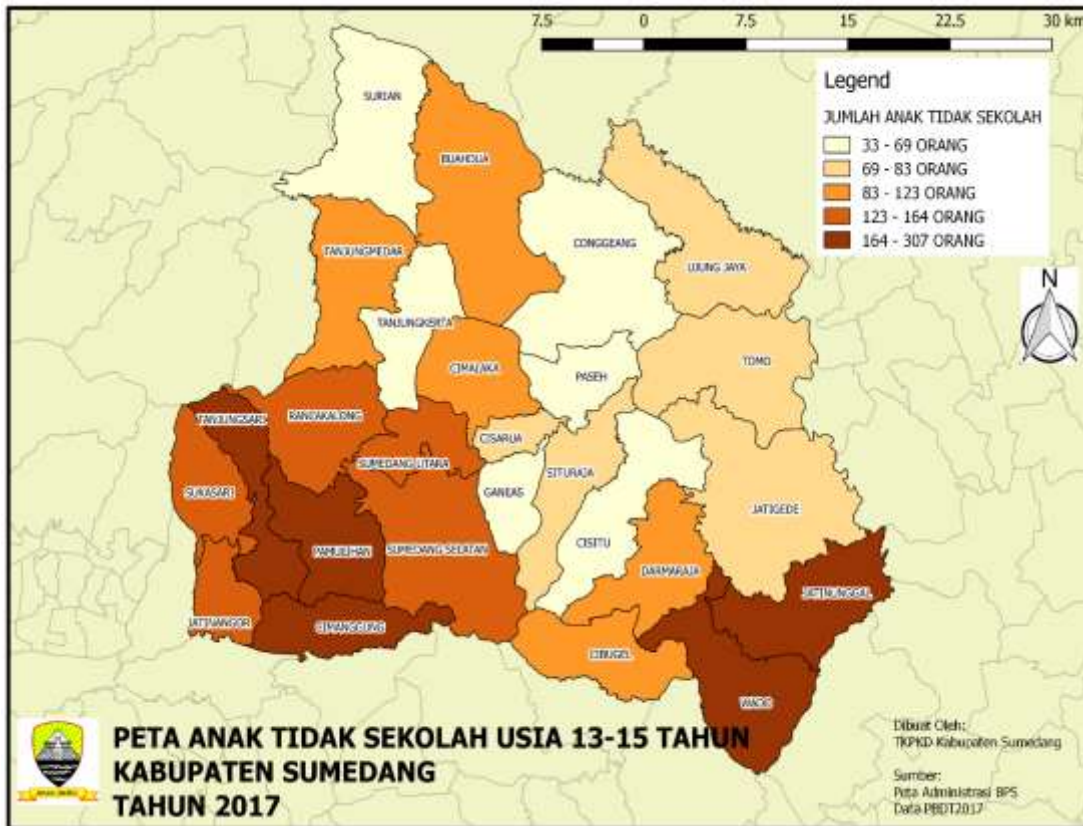 7.5 0 7.5 15 22.5 30 km
Legend
JUMLAH ANAK TIDAK SEKOLAH
33 - 69 ORANG
69 - 83 ORANG
83 - 123 ORANG
123 - 164 ORANG
164 - 307 ORANG
N
SURIAN
BUAHDUA
CONGGEANG
TANJUNGMEDAR
UJUNG JAYA
TANJUNGKERTA
CIMALAKA
PASEH
TOMO
TANJUNGSARI
RANCAKALONG
CISARUA
SUMEDANG UTARA
SITURAJA
SUKASARI
GANEAS
JATIGEDE
PAMULIHAN
SUMEDANG SELATAN
CISITU
DARMARAJA
JATINUNGGAL
JATINANGOR
CIMANGGUNG
CIBUGEL
WADO
PETA ANAK TIDAK SEKOLAH USIA 13-15 TAHUN
KABUPATEN SUMEDANG
TAHUN 2017
Dibuat Oleh:
TKPKD Kabupaten Sumedang
Sumber:
Peta Administrasi BPS
Data PBDT2017